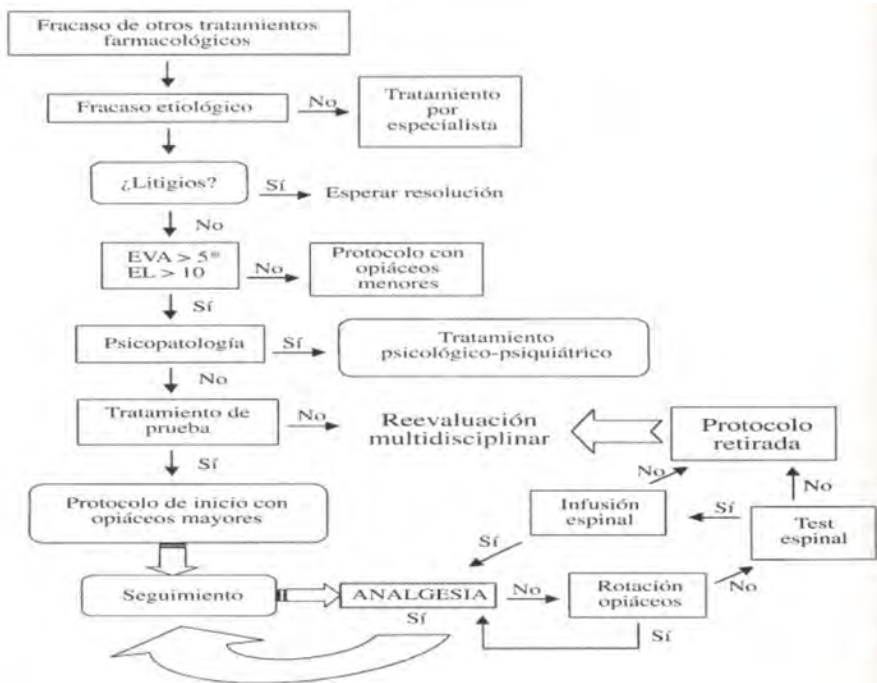 Fracaso de otros tratamientos
farmacológicos
Fracaso etiológico
No
Tratamiento
por
especialista
¿Litigios?
Sí
Esperar resolución
No
EVA > 5*
EL > 10
No
Protocolo con
opiáceos
menores
Sí
Psicopatología
Sí
Tratamiento
psicológico-psiquiátrico
No
Tratamiento de
prueba
No
Reevaluación
multidisciplinar
Protocolo
retirada
Sí
No
No
Protocolo de inicio con
opiáceos mayores
Infusión
espinal
Sí
Test
espinal
Sí
Seguimiento
ANALGESIA
No
Rotación
opiáceos
No
Sí
Sí